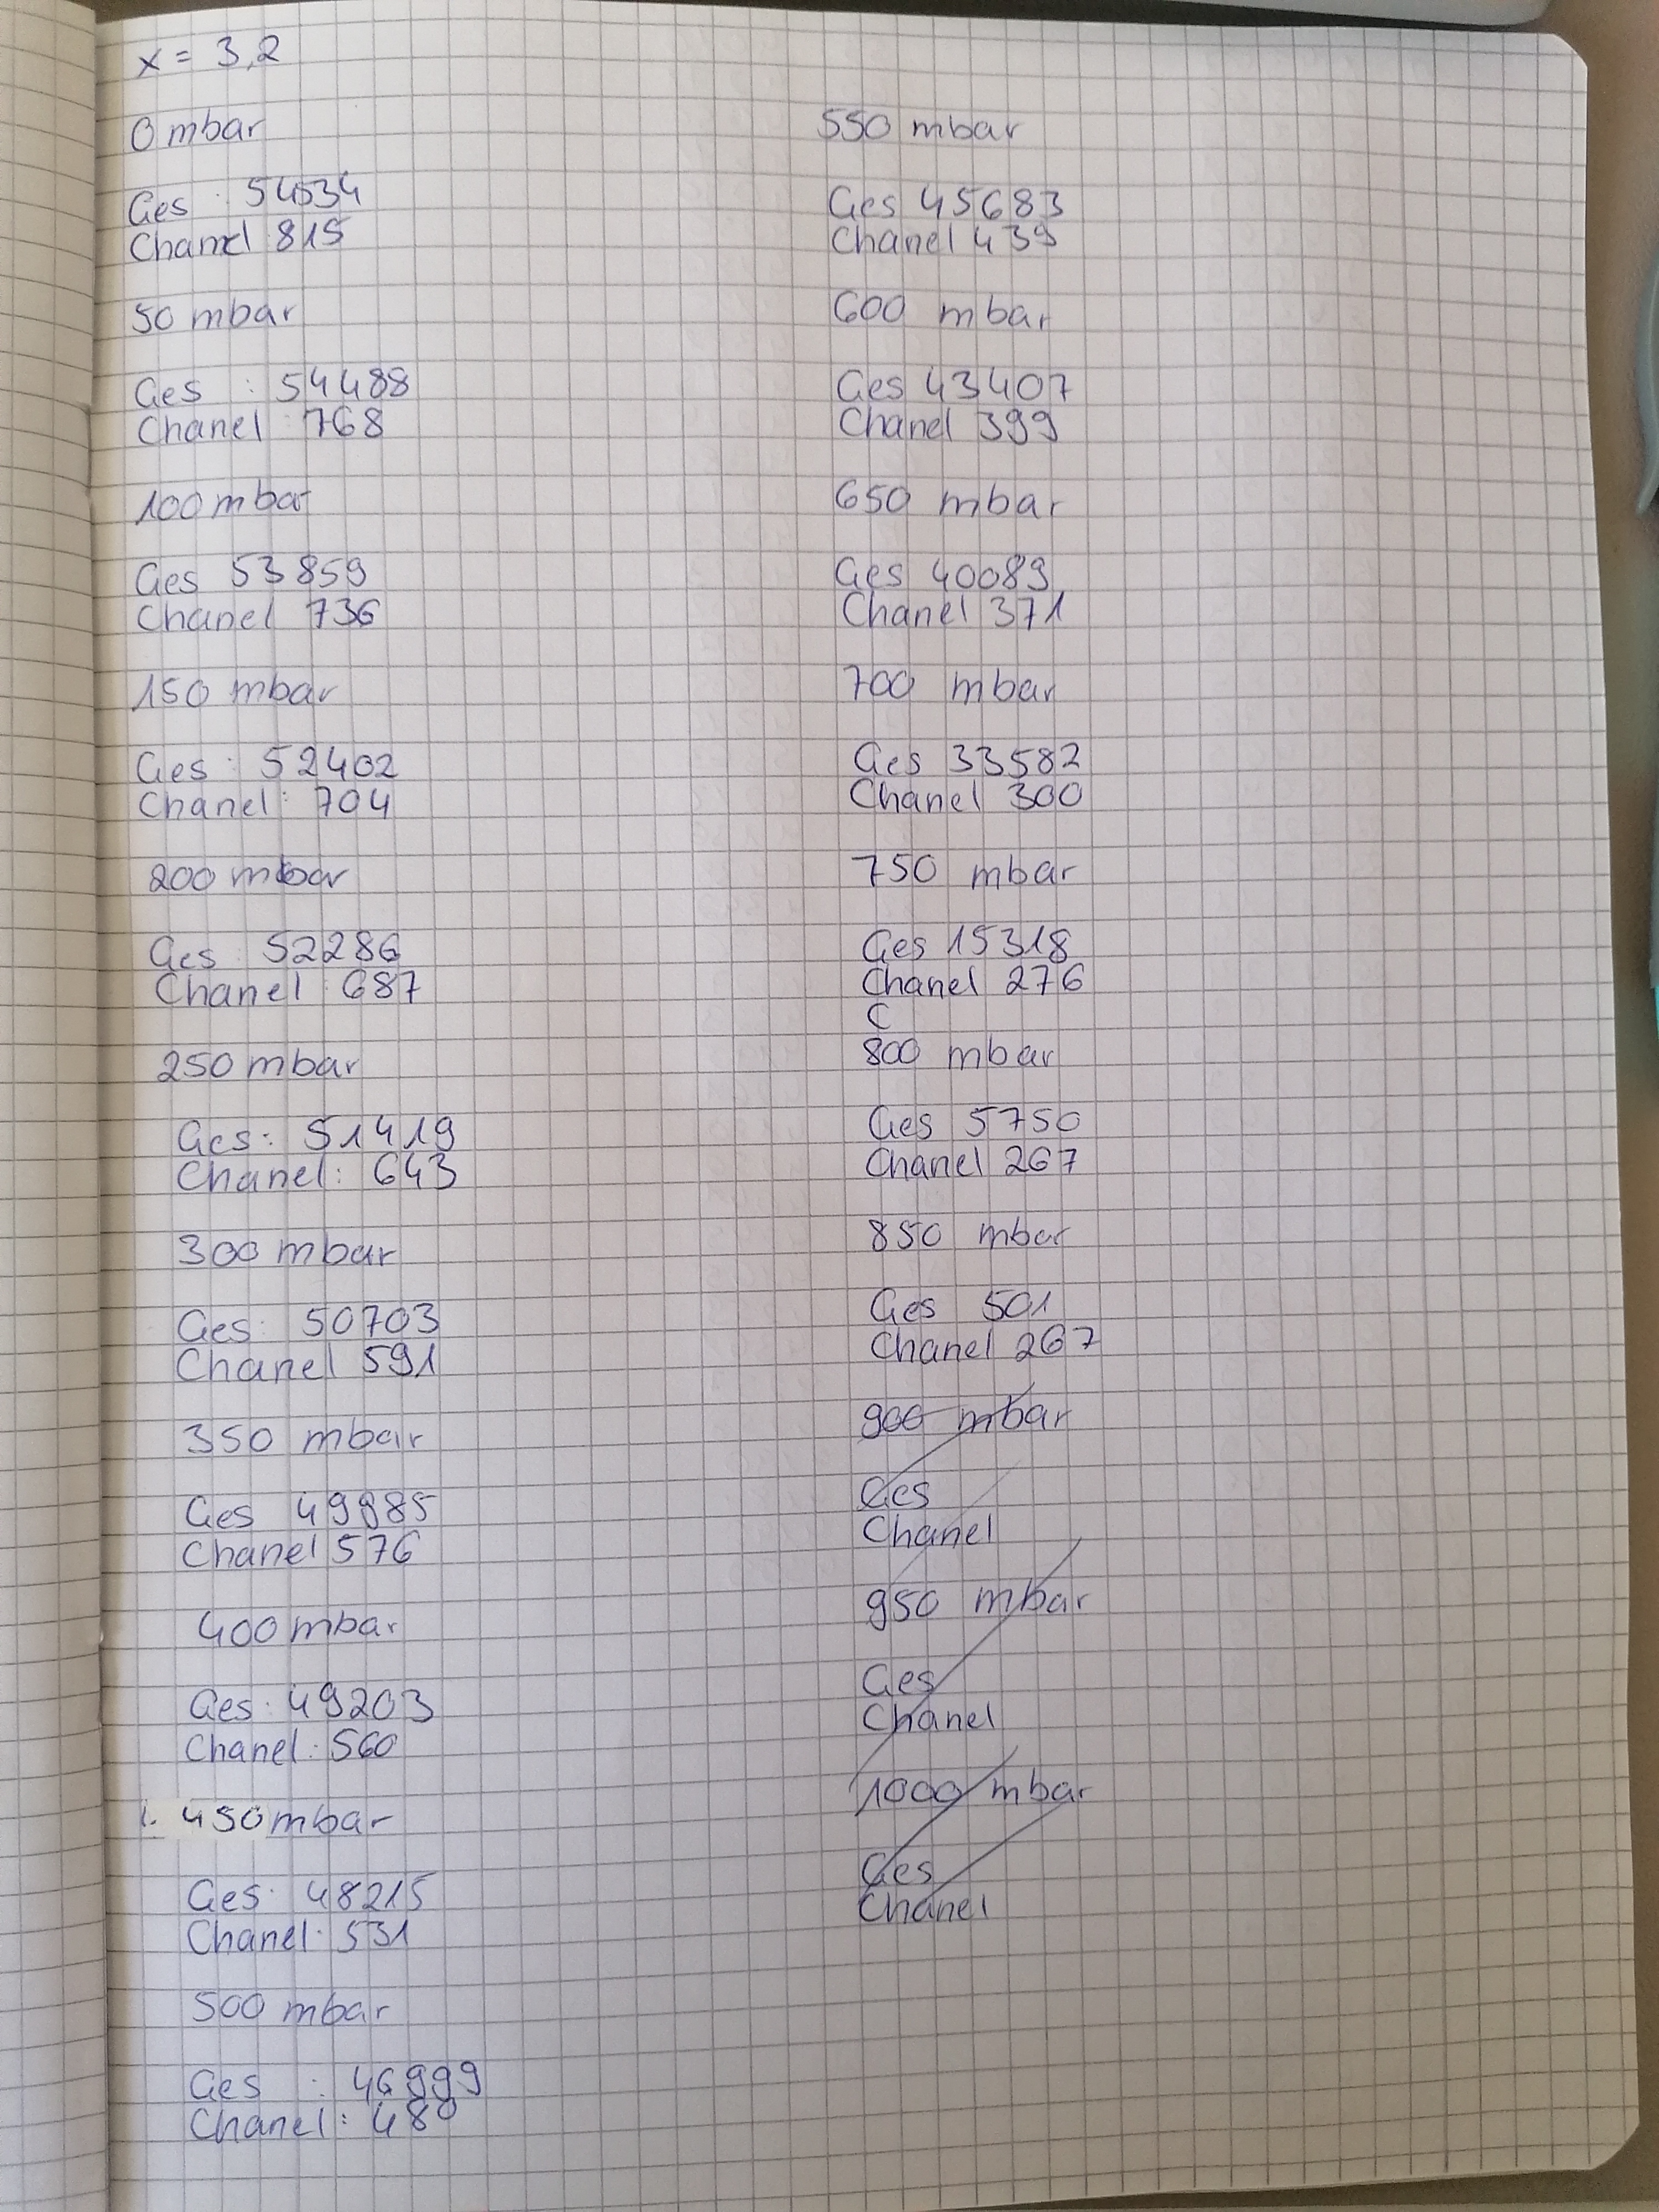 x = 3,2
0 mbar
Ges : 54534
Chanel 815
50 mbar
Ges : 54488
Chanel 768
100 mbar
Ges 53859
Chanel 736
150 mbar
Ges : 52402
Chanel : 704
200 mbar
Ges : 52286
Chanel : 687
250 mbar
Ges : 51419
Chanel : 643
300 mbar
Ges : 50703
Chanel 591
350 mbar
Ges 49985
Chanel 576
400 mbar
Ges : 49203
Chanel : 560
450 mbar
Ges : 48215
Chanel : 531
500 mbar
Ges : 46999
Chanel : 480
550 mbar
Ges 45683
Chanel 439
600 mbar
Ges 43407
Chanel 399
650 mbar
Ges 40089
Chanel 371
700 mbar
Ges 33582
Chanel 300
750 mbar
Ges 15318
Chanel 276
C
800 mbar
Ges 5750
Chanel 267
850 mbar
Ges 501
Chanel 267
900 mbar
Ges
Chanel
950 mbar
Ges
Chanel
1000 mbar
Ges
Chanel